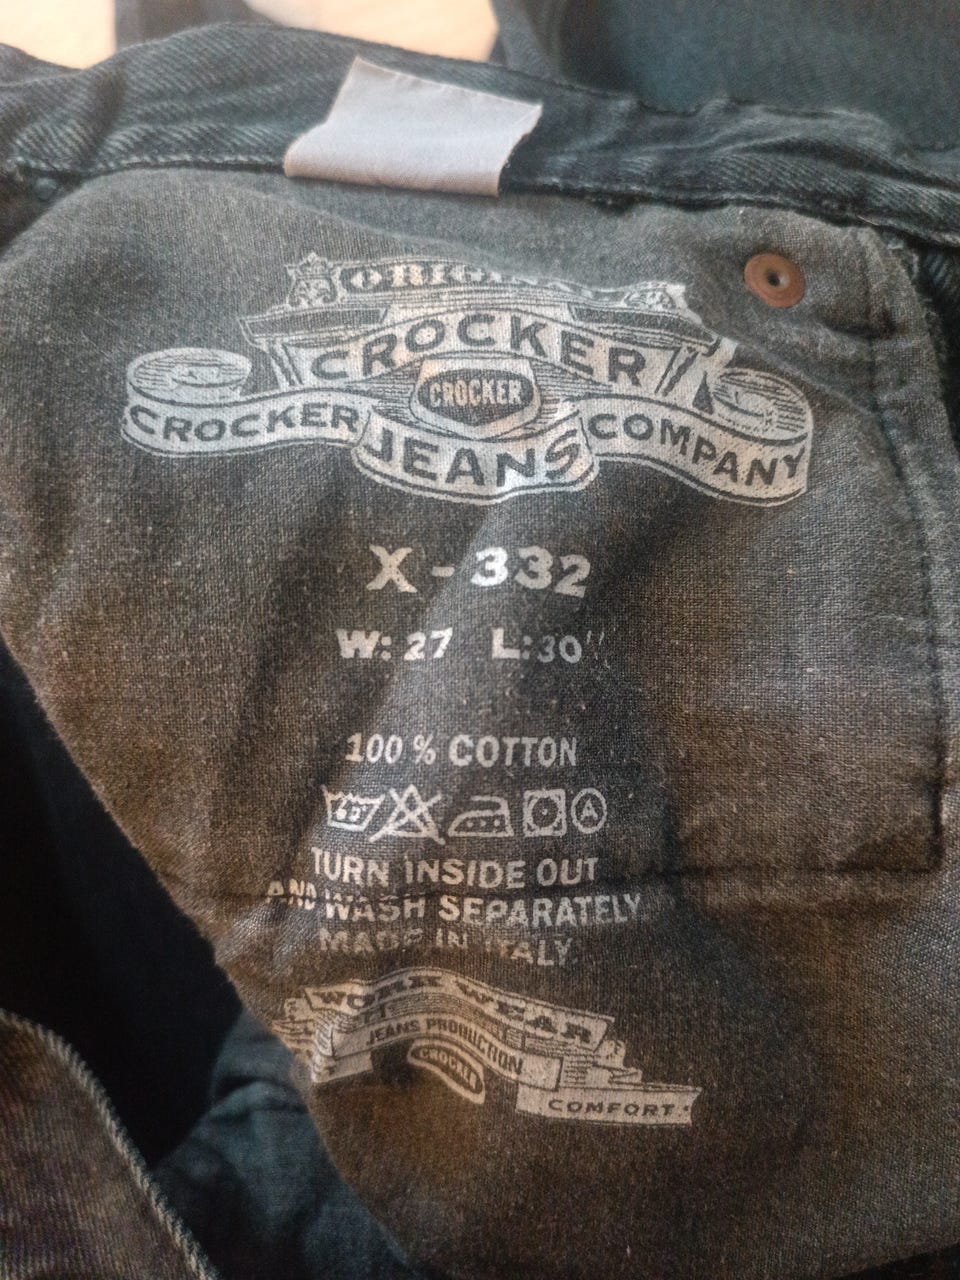 ORIGINAL
CROCKER
CROCKER
CROCKER JEANS COMPANY
X - 332
W: 27 L: 30"
100 % COTTON
60° A
TURN INSIDE OUT
AND WASH SEPARATELY
MADE IN ITALY.
WORK WEAR
JEANS PRODUCTION
CROCKER
COMFORT